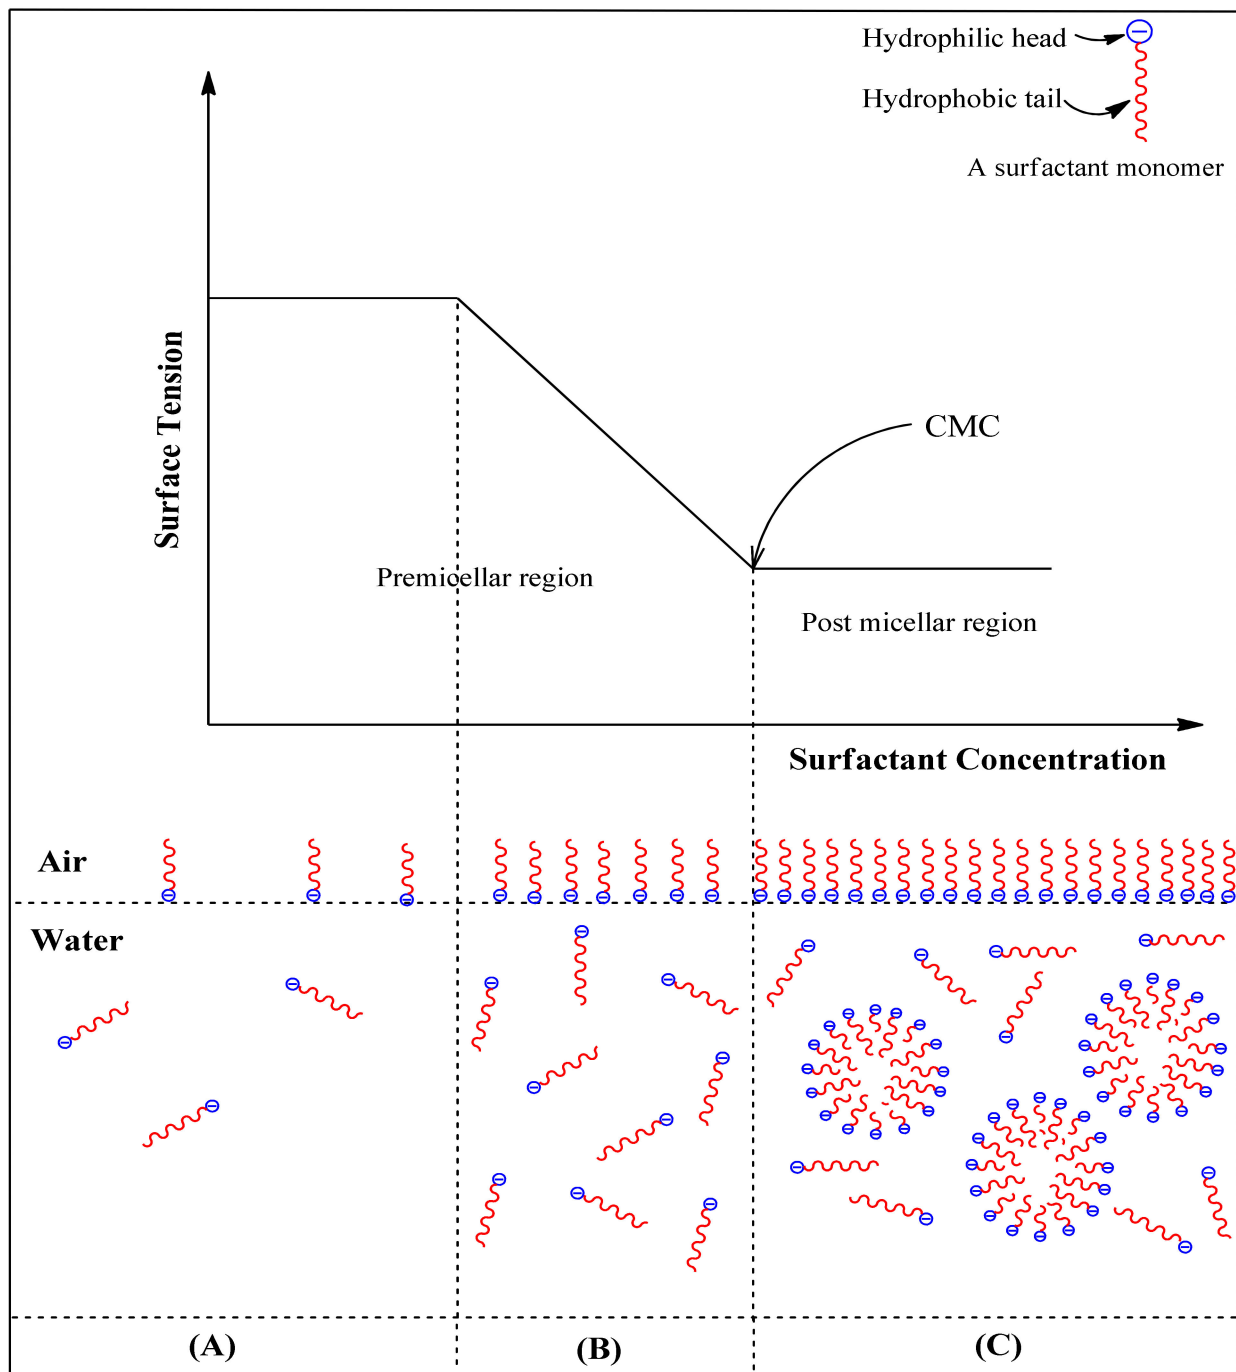 Hydrophilic head
Hydrophobic tail
A surfactant monomer
Surface Tension
CMC
Premicellar region
Post micellar region
Surfactant Concentration
Air
Water
(A)
(B)
(C)